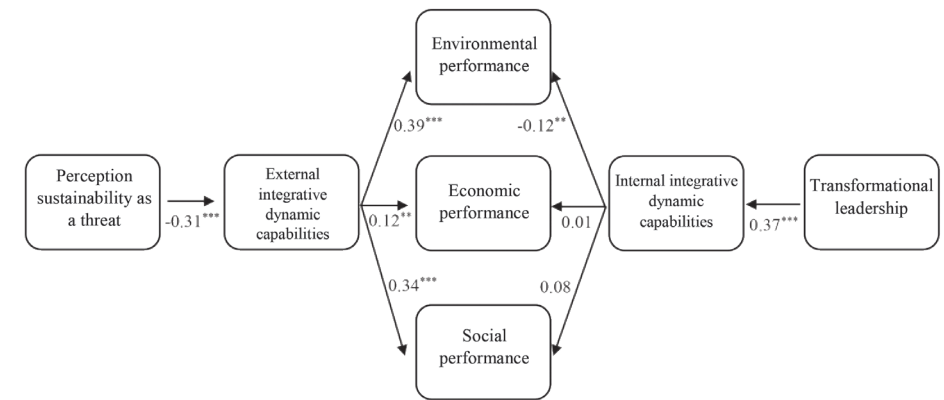 Environmental
performance
0.39***
-0.12**
Perception
sustainability as
a threat
-0.31***
External
integrative
dynamic
capabilities
0.12**
Economic
performance
0.01
Internal integrative
dynamic
capabilities
0.37***
Transformational
leadership
0.34***
0.08
Social
performance